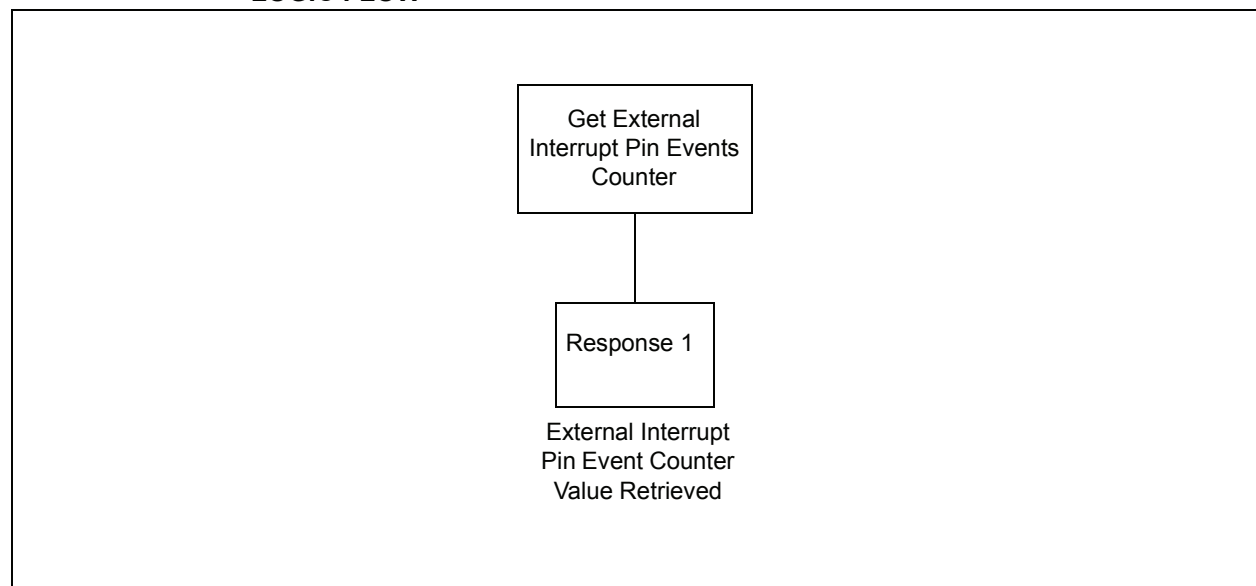 Get External
Interrupt Pin Events
Counter
Response 1
External Interrupt
Pin Event Counter
Value Retrieved